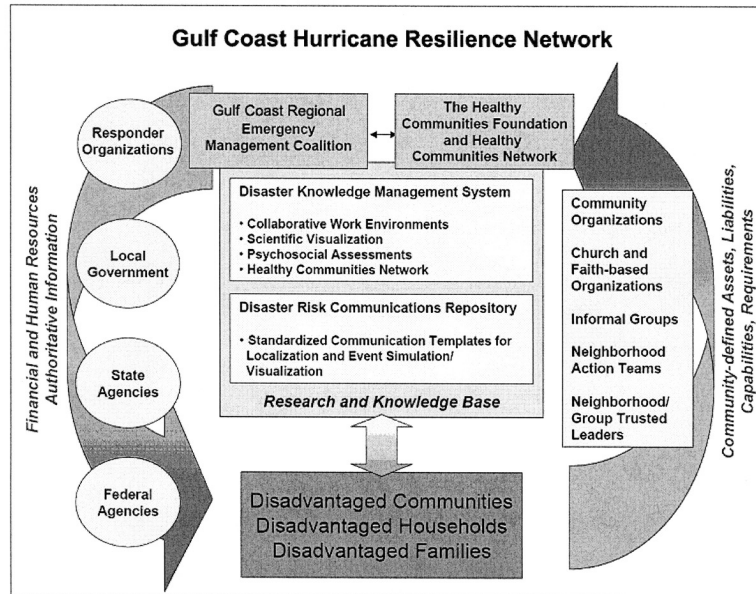 Gulf Coast Hurricane Resilience Network
Financial and Human Resources
Authoritative Information
Responder
Organizations
Local
Government
State
Agencies
Federal
Agencies
Gulf Coast Regional
Emergency
Management Coalition
The Healthy
Communities Foundation
and Healthy
Communities Network
Disaster Knowledge Management System
• Collaborative Work Environments
• Scientific Visualization
• Psychosocial Assessments
• Healthy Communities Network
Disaster Risk Communications Repository
• Standardized Communication Templates for
Localization and Event Simulation/
Visualization
Research and Knowledge Base
Disadvantaged Communities
Disadvantaged Households
Disadvantaged Families
Community
Organizations
Church and
Faith-based
Organizations
Informal Groups
Neighborhood
Action Teams
Neighborhood/
Group Trusted
Leaders
Community-defined Assets, Liabilities,
Capabilities, Requirements